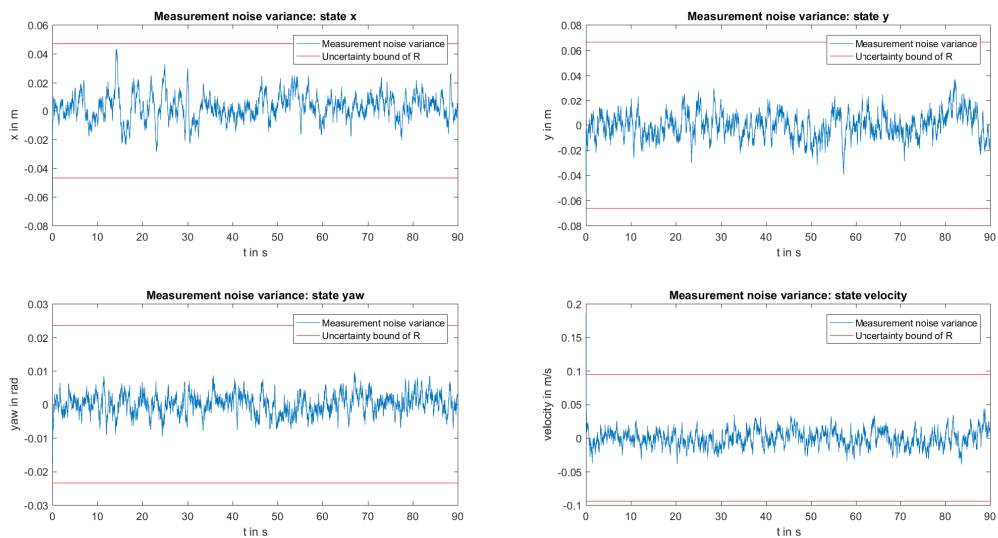 Measurement noise variance: state x
0.06
0.04
0.02
0
-0.02
-0.04
-0.06
-0.08
x in m
Measurement noise variance
Uncertainty bound of R
0 10 20 30 40 50 60 70 80 90
t in s
Measurement noise variance: state y
0.08
0.06
0.04
0.02
0
-0.02
-0.04
-0.06
-0.08
y in m
Measurement noise variance
Uncertainty bound of R
0 10 20 30 40 50 60 70 80 90
t in s
Measurement noise variance: state yaw
0.03
0.02
0.01
0
-0.01
-0.02
-0.03
yaw in rad
Measurement noise variance
Uncertainty bound of R
0 10 20 30 40 50 60 70 80 90
t in s
Measurement noise variance: state velocity
0.2
0.15
0.1
0.05
0
-0.05
-0.1
velocity in m/s
Measurement noise variance
Uncertainty bound of R
0 10 20 30 40 50 60 70 80 90
t in s